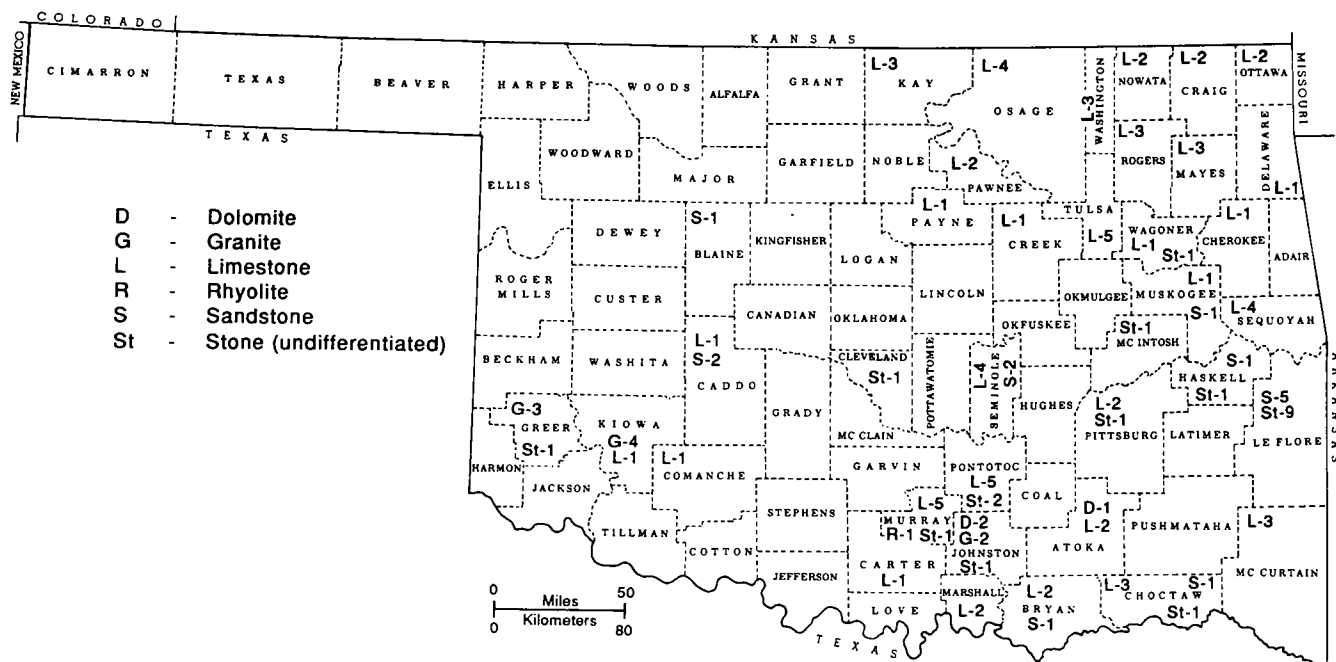 COLORADO
KANSAS
NEW MEXICO
MISSOURI
CIMARRON
TEXAS
BEAVER
HARPER
WOODS
ALFALFA
GRANT
L-3
KAY
L-4
OSAGE
L-3
WASHINGTON
L-2
NOWATA
L-2
CRAIG
L-2
OTTAWA
TEXAS
WOODWARD
MAJOR
GARFIELD
NOBLE
L-2
PAWNEE
L-3
ROGERS
L-3
MAYES
DELAWARE
L-1
ELLIS
D - Dolomite
G - Granite
L - Limestone
R - Rhyolite
S - Sandstone
St - Stone (undifferentiated)
DEWEY
S-1
BLAINE
KINGFISHER
LOGAN
L-1
PAYNE
L-1
CREEK
TULSA
L-5
WAGONER
L-1
St-1
L-1
CHEROKEE
ADAIR
ROGER
MILLS
CUSTER
CANADIAN
OKLAHOMA
LINCOLN
OKFUSKEE
OKMULGEE
L-1
MUSKOGEE
S-1
L-4
SEQUOYAH
BECKHAM
WASHITA
L-1
S-2
CADDO
GRADY
CLEVELAND
St-1
MC CLAIN
POTTAWATOMIE
L-4
SEMINOLE
S-2
HUGHES
St-1
MC INTOSH
L-2
St-1
PITTSBURG
S-1
HASKELL
St-1
LATIMER
S-5
St-9
LE FLORE
ARKANSAS
G-3
GREER
St-1
HARMON
JACKSON
KIOWA
G-4
L-1
L-1
COMANCHE
TILLMAN
COTTON
STEPHENS
JEFFERSON
GARVIN
L-5
MURRAY
R-1 St-1
PONTOTOC
L-5
St-2
COAL
D-2
G-2
JOHNSTON
St-1
D-1
L-2
ATOKA
PUSHMATAHA
L-3
MC CURTAIN
CARTER
L-1
LOVE
MARSHALL
L-2
L-2
BRYAN
S-1
L-3
S-1
CHOCTAW
St-1
0 50
Miles
Kilometers
0 80
TEXAS